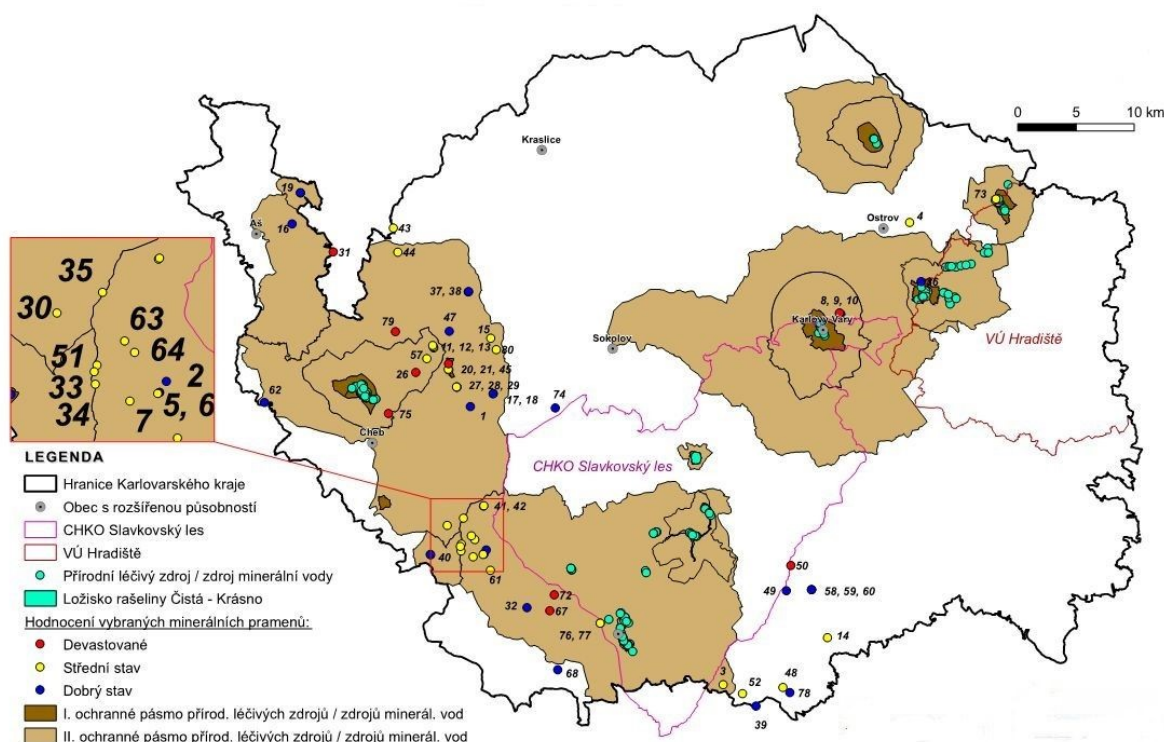 0 5 10 km
Kraslice
19
73
Ostrov
4
Aš
16
43
31
44
36
37, 38
8, 9, 10
Karlovy Vary
79
47
15
VÚ Hradiště
11, 12, 13
80
Sokolov
57
20, 21, 45
26
27, 28, 29
62
17, 18
74
75
1
Cheb
CHKO Slavkovský les
35
30
63
64
51
2
33
5, 6
34
7
41, 42
40
61
50
72
49
58, 59, 60
32
67
76, 77
14
68
3
52
48
78
39
LEGENDA
Hranice Karlovarského kraje
Obec s rozšířenou působností
CHKO Slavkovský les
VÚ Hradiště
Přírodní léčivý zdroj / zdroj minerální vody
Ložisko rašeliny Čistá - Krásno
Hodnocení vybraných minerálních pramenů:
Devastované
Střední stav
Dobrý stav
I. ochranné pásmo přírod. léčivých zdrojů / zdrojů minerál. vod
II. ochranné pásmo přírod. léčivých zdrojů / zdrojů minerál. vod